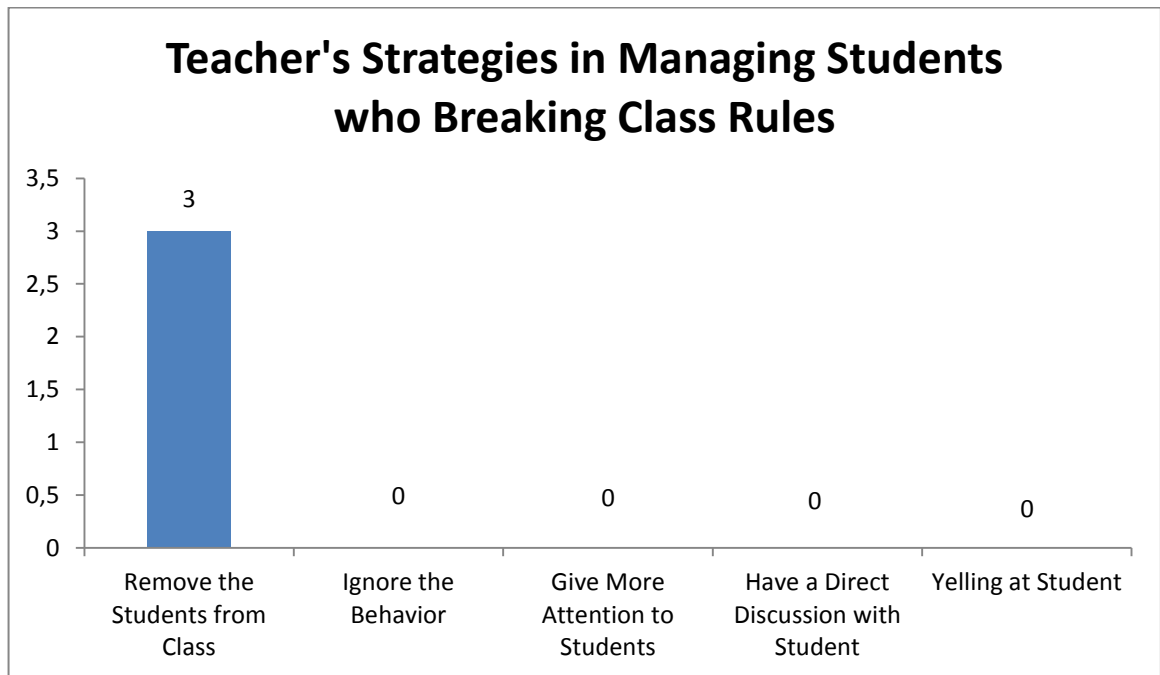 Teacher's Strategies in Managing Students
who Breaking Class Rules
3,5
3
2,5
2
1,5
1
0,5
0
3
0
0
0
0
Remove the
Students from
Class
Ignore the
Behavior
Give More
Attention to
Students
Have a Direct
Discussion with
Student
Yelling at Student